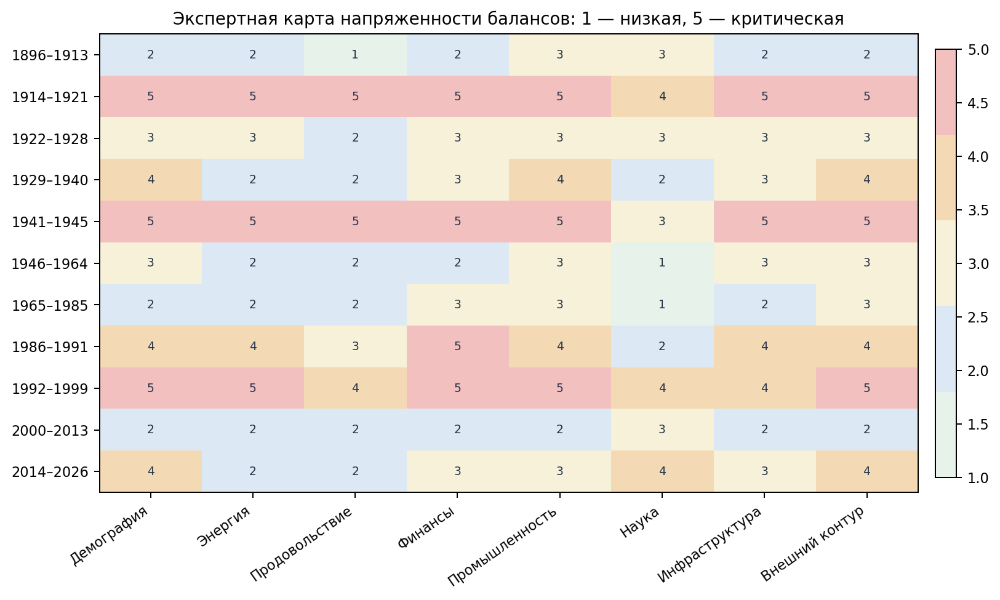 Экспертная карта напряженности балансов: 1 — низкая, 5 — критическая
1896–1913 2 2 1 2 3 3 2 2
1914–1921 5 5 5 5 5 4 5 5
1922–1928 3 3 2 3 3 3 3 3
1929–1940 4 2 2 3 4 2 3 4
1941–1945 5 5 5 5 5 3 5 5
1946–1964 3 2 2 2 3 1 3 3
1965–1985 2 2 2 3 3 1 2 3
1986–1991 4 4 3 5 4 2 4 4
1992–1999 5 5 4 5 5 4 4 5
2000–2013 2 2 2 2 2 3 2 2
2014–2026 4 2 2 3 3 4 3 4
Демография
Энергия
Продовольствие
Финансы
Промышленность
Наука
Инфраструктура
Внешний контур
5.0
4.5
4.0
3.5
3.0
2.5
2.0
1.5
1.0